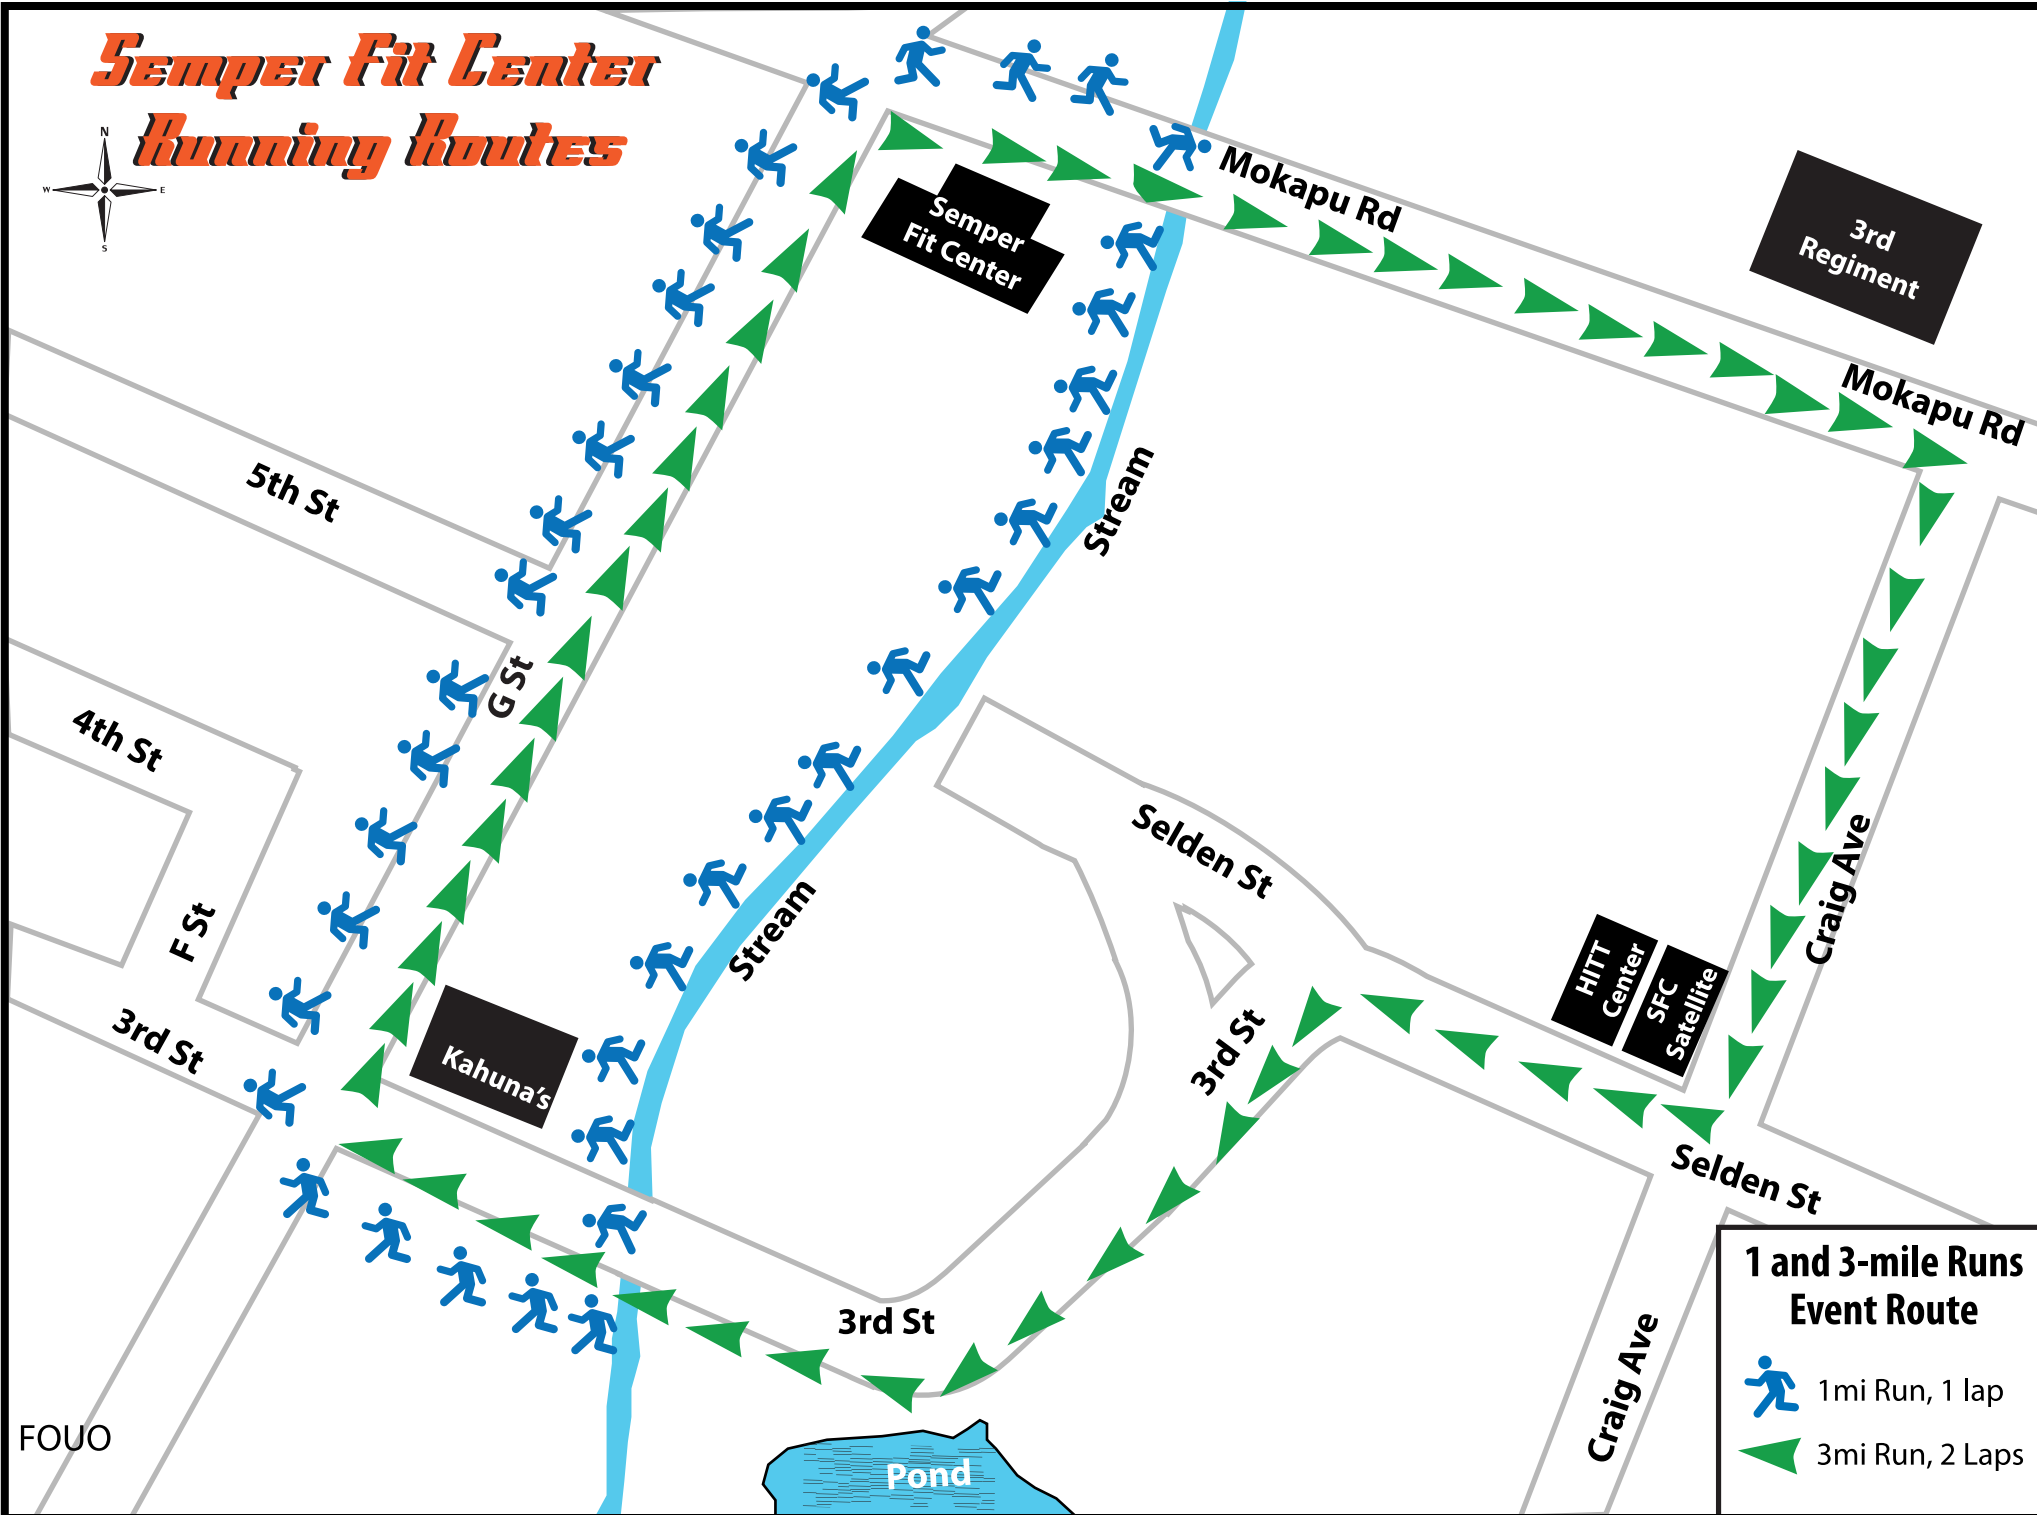 Semper Fit Center
Running Routes
N
W
E
S
Mokapu Rd
3rd
Regiment
Semper
Fit Center
Mokapu Rd
5th St
Stream
G St
4th St
Selden St
Craig Ave
F St
Stream
HITT
Center
SFC
Satellite
3rd St
3rd St
Kahuna's
Selden St
3rd St
Craig Ave
1 and 3-mile Runs
Event Route
1mi Run, 1 lap
3mi Run, 2 Laps
FOUO
Pond